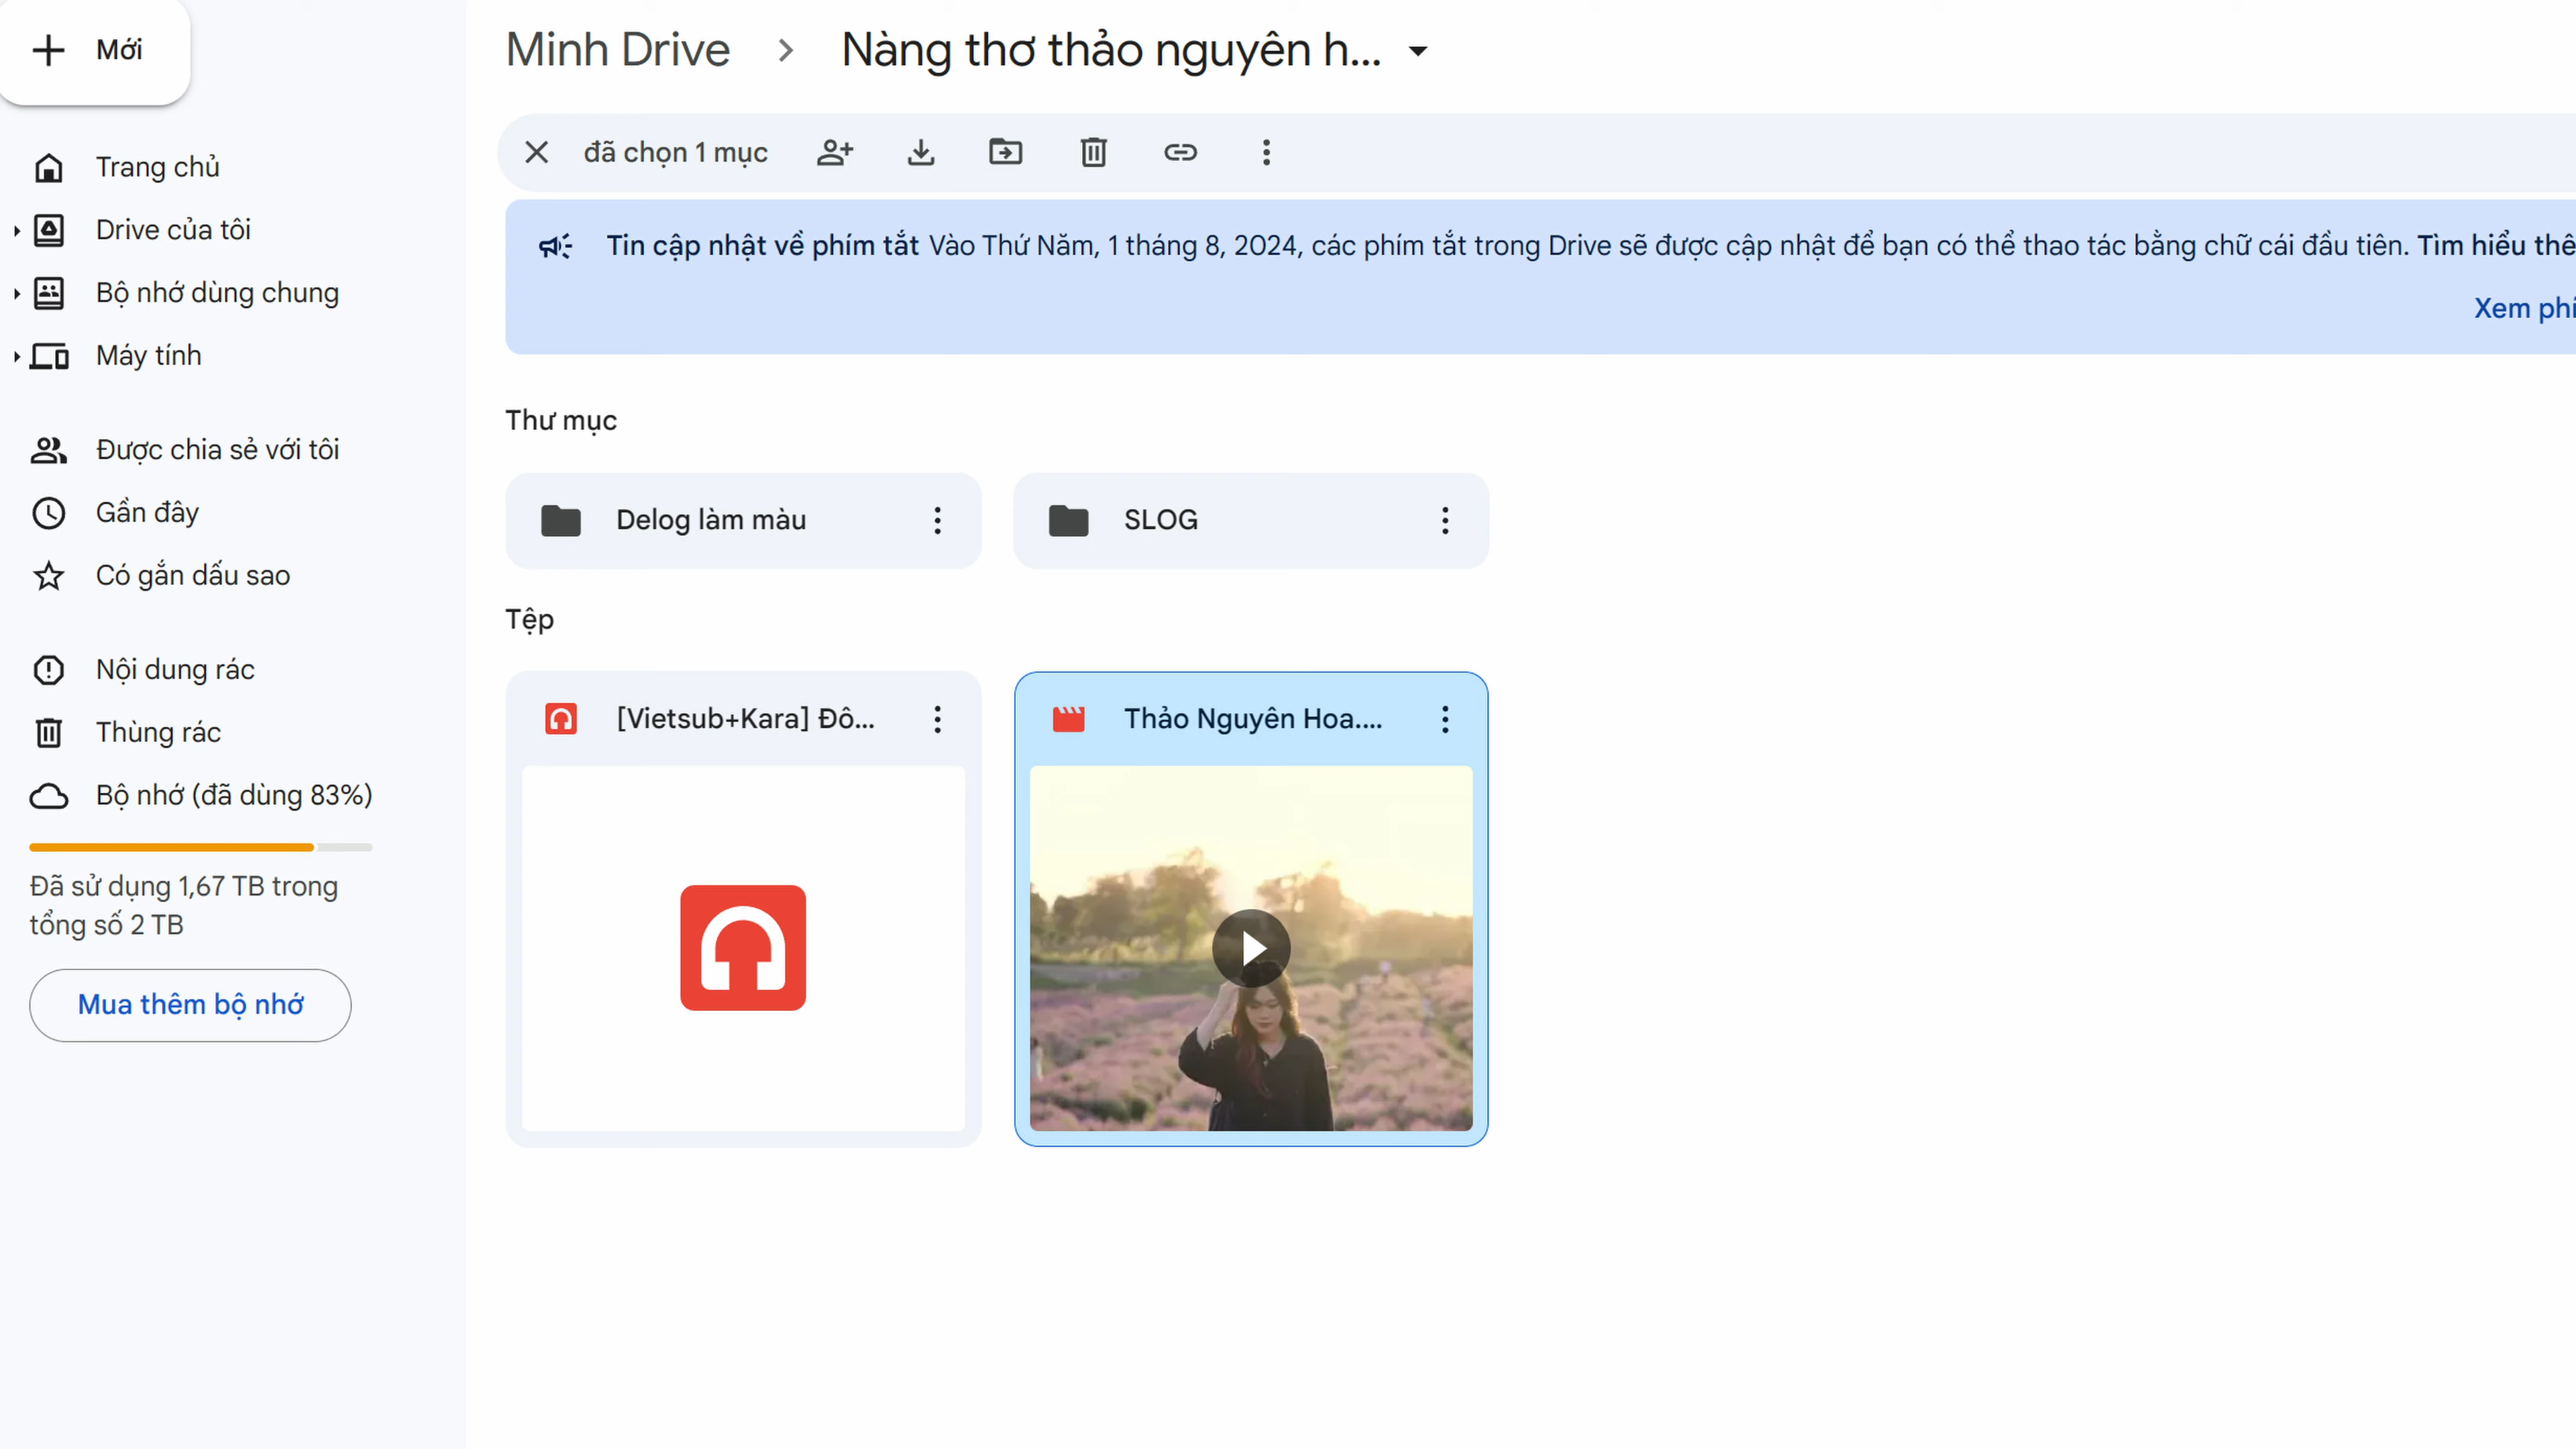 Mới
Minh Drive
Nàng thơ thảo nguyên h...
đã chọn 1 mục
Trang chủ
Drive của tôi
Bộ nhớ dùng chung
Máy tính
Được chia sẻ với tôi
Gần đây
Có gắn dấu sao
Nội dung rác
Thùng rác
Bộ nhớ (đã dùng 83%)
Đã sử dụng 1,67 TB trong
tổng số 2 TB
Mua thêm bộ nhớ
Tin cập nhật về phím tắt Vào Thứ Năm, 1 tháng 8, 2024, các phím tắt trong Drive sẽ được cập nhật để bạn có thể thao tác bằng chữ cái đầu tiên. Tìm hiểu thê
Xem phí
Thư mục
Delog làm màu
SLOG
Tệp
[Vietsub+Kara] Đô...
Thảo Nguyên Hoa....